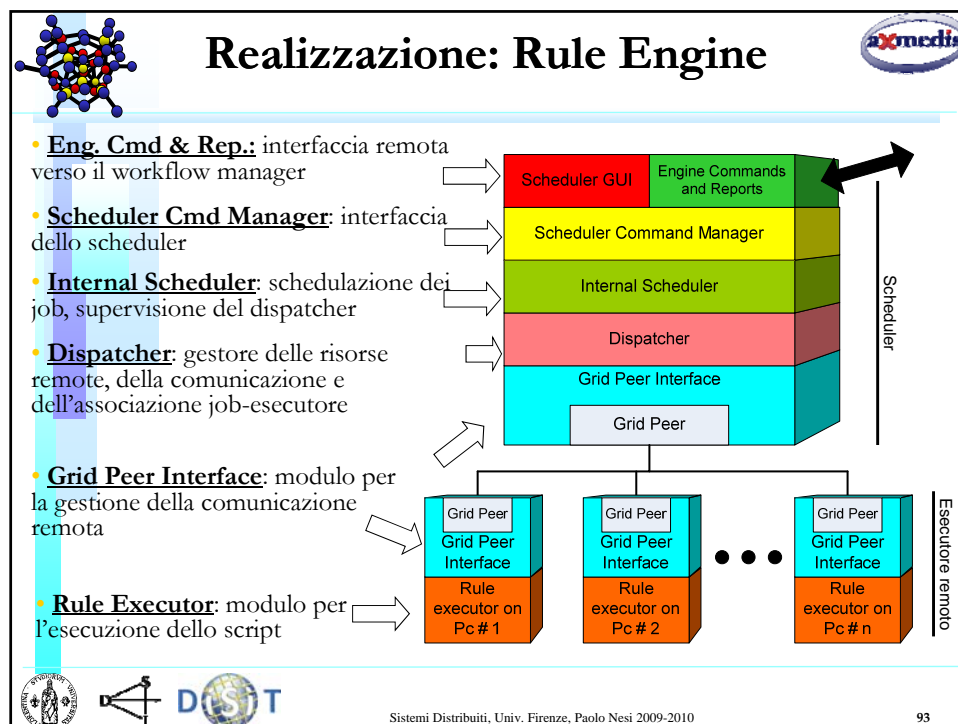 Realizzazione: Rule Engine
axmedis
• Eng. Cmd & Rep.: interfaccia remota
verso il workflow manager
• Scheduler Cmd Manager: interfaccia
dello scheduler
• Internal Scheduler: schedulazione dei
job, supervisione del dispatcher
• Dispatcher: gestore delle risorse
remote, della comunicazione e
dell'associazione job-esecutore
• Grid Peer Interface: modulo per
la gestione della comunicazione
remota
• Rule Executor: modulo per
l'esecuzione dello script
Scheduler GUI
Engine Commands
and Reports
Scheduler Command Manager
Internal Scheduler
Dispatcher
Grid Peer Interface
Grid Peer
Scheduler
Grid Peer
Grid Peer
Interface
Rule
executor on
Pc # 1
Grid Peer
Grid Peer
Interface
Rule
executor on
Pc # 2
Grid Peer
Grid Peer
Interface
Rule
executor on
Pc # n
Esecutore remoto
DSI
DISIT
Sistemi Distribuiti, Univ. Firenze, Paolo Nesi 2009-2010
93